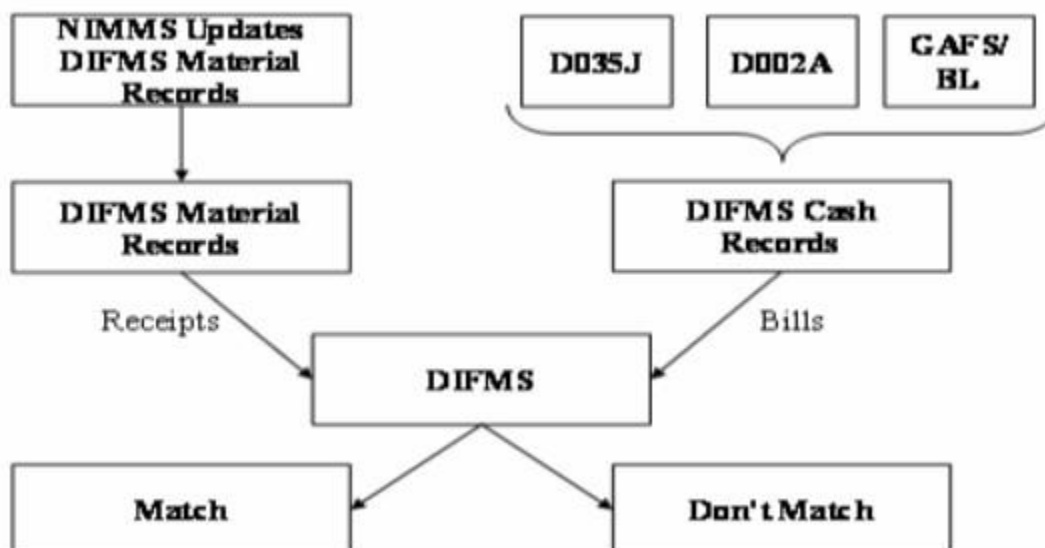 NIMMS Updates
DIFMS Material
Records
D035J
D002A
GAFS/
BL
DIFMS Material
Records
DIFMS Cash
Records
Receipts
Bills
DIFMS
Match
Don't Match